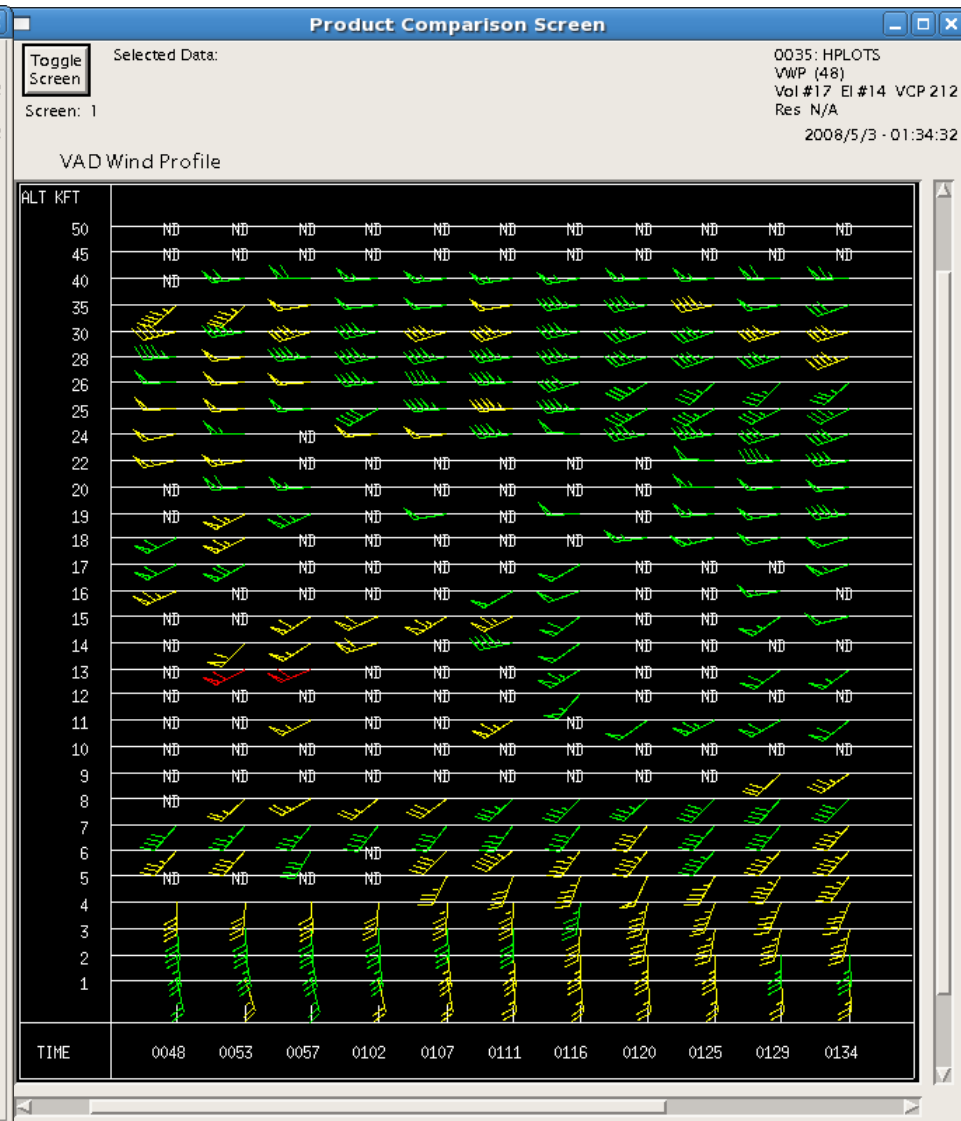 Product Comparison Screen
Toggle Screen
Selected Data:
Screen: 1
0035: HPLOTS
VWP (48)
Vol #17 El #14 VCP 212
Res N/A
2008/5/3 - 01:34:32
VAD Wind Profile
ALT KFT
50 ND ND ND ND ND ND ND ND ND ND ND
45 ND ND ND ND ND ND ND ND ND ND ND
40 ND
35
30
28
26
25
24 ND
22 ND ND ND ND ND ND
20 ND ND ND ND ND ND
19 ND ND ND ND
18 ND ND ND ND ND
17 ND ND ND ND ND ND ND
16 ND ND ND ND ND ND ND
15 ND ND ND ND
14 ND ND ND ND ND ND
13 ND ND ND ND ND ND
12 ND ND ND ND ND ND ND ND ND ND
11 ND ND ND ND ND
10 ND ND ND ND ND ND ND ND ND ND ND
9 ND ND ND ND ND ND ND ND ND
8 ND
7
6 ND
5 ND ND ND ND
4
3
2
1
TIME 0048 0053 0057 0102 0107 0111 0116 0120 0125 0129 0134